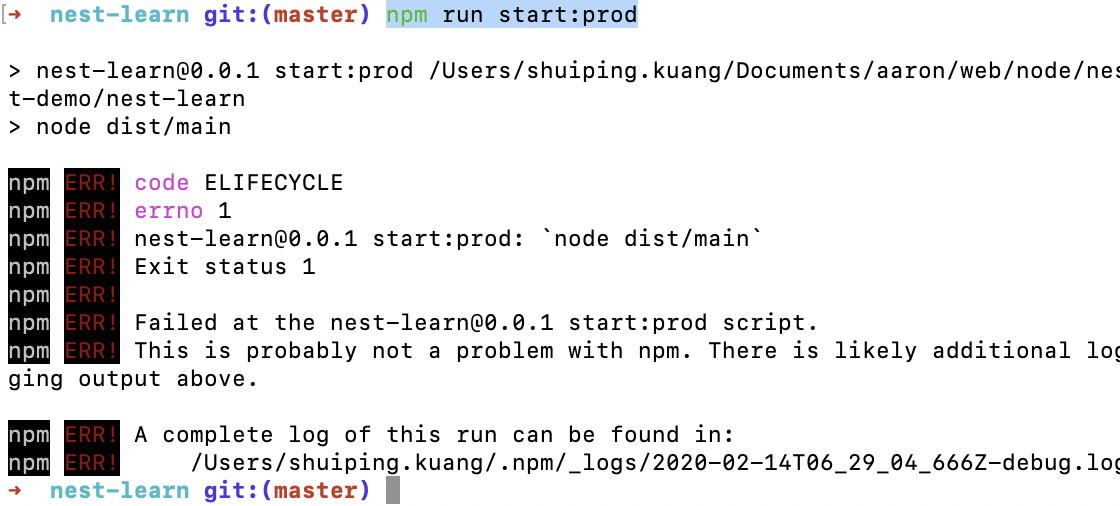 [→ nest-learn git:(master) npm run start:prod
> nest-learn@0.0.1 start:prod /Users/shuiping.kuang/Documents/aaron/web/node/nes
t-demo/nest-learn
> node dist/main
npm ERR! code ELIFECYCLE
npm ERR! errno 1
npm ERR! nest-learn@0.0.1 start:prod: `node dist/main`
npm ERR! Exit status 1
npm ERR!
npm ERR! Failed at the nest-learn@0.0.1 start:prod script.
npm ERR! This is probably not a problem with npm. There is likely additional log
ging output above.
npm ERR! A complete log of this run can be found in:
npm ERR!     /Users/shuiping.kuang/.npm/_logs/2020-02-14T06_29_04_666Z-debug.log
→ nest-learn git:(master)